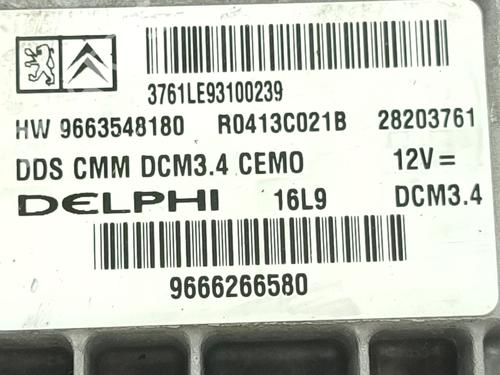 3761LE93100239
HW 9663548180 R0413C021B 28203761
DDS CMM DCM3.4 CEMO 12V=
DELPHI 16L9 DCM3.4
9666266580